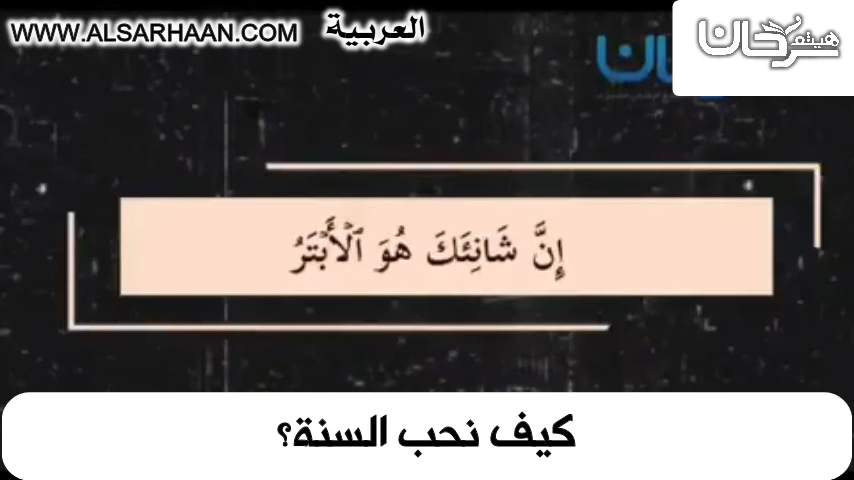 WWW.ALSARHAAN.COM العربية
هيثم سرحان
إِنَّ شَانِئَكَ هُوَ ٱلْأَبْتَرُ
كيف نحب السنة؟